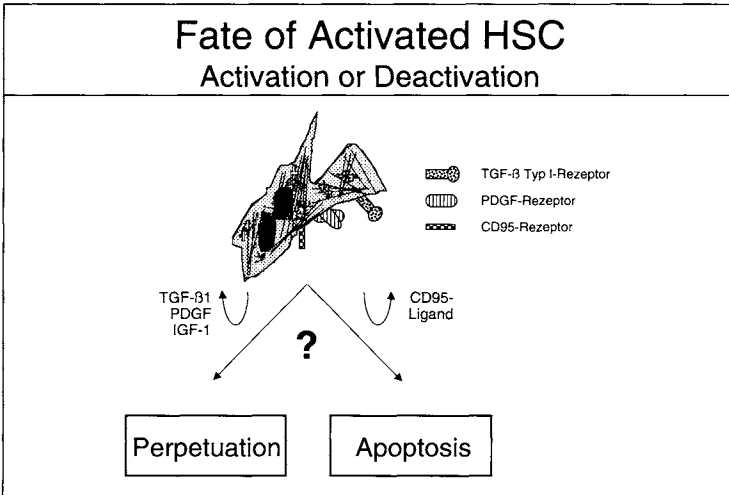 Fate of Activated HSC
Activation or Deactivation
TGF-ß Typ I-Rezeptor
PDGF-Rezeptor
CD95-Rezeptor
TGF-ß1
PDGF
IGF-1
CD95-
Ligand
?
Perpetuation
Apoptosis